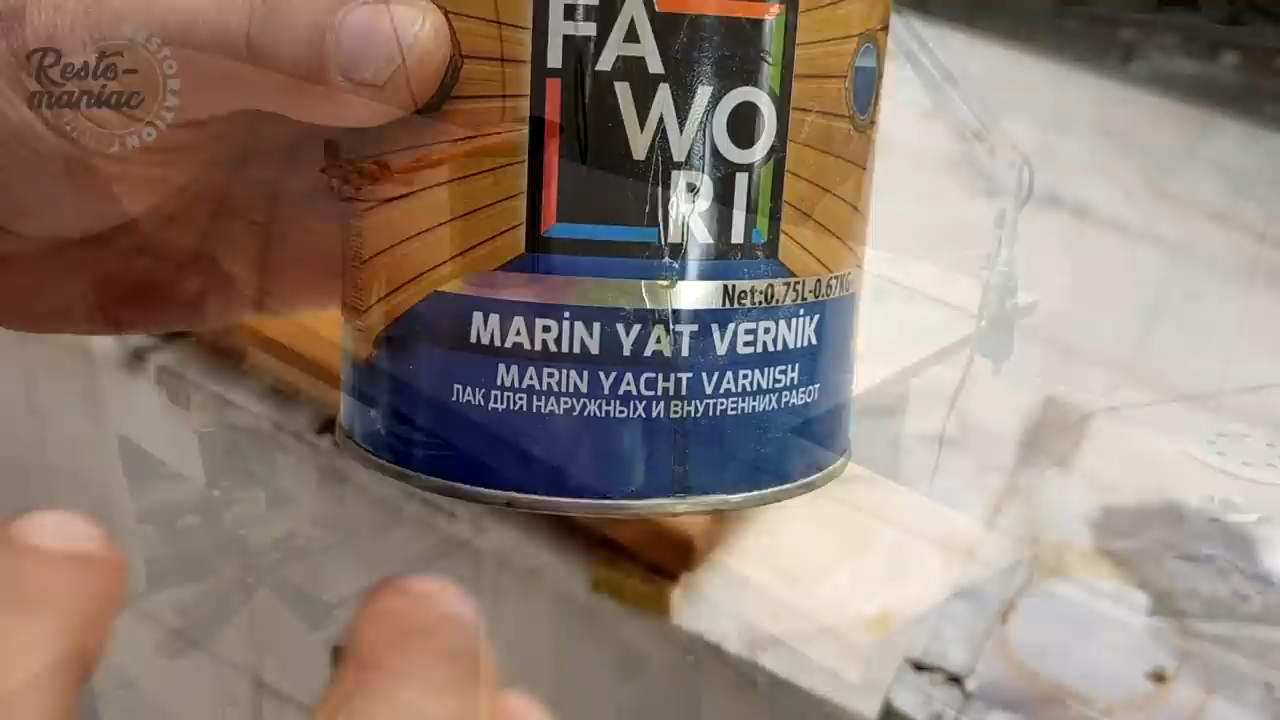 Resto-
maniac
RESTORATION
FA
WO
RI
Net:0.75L-0.67KG
MARİN YAT VERNİK
MARIN YACHT VARNISH
ЛАК ДЛЯ НАРУЖНЫХ И ВНУТРЕННИХ РАБОТ